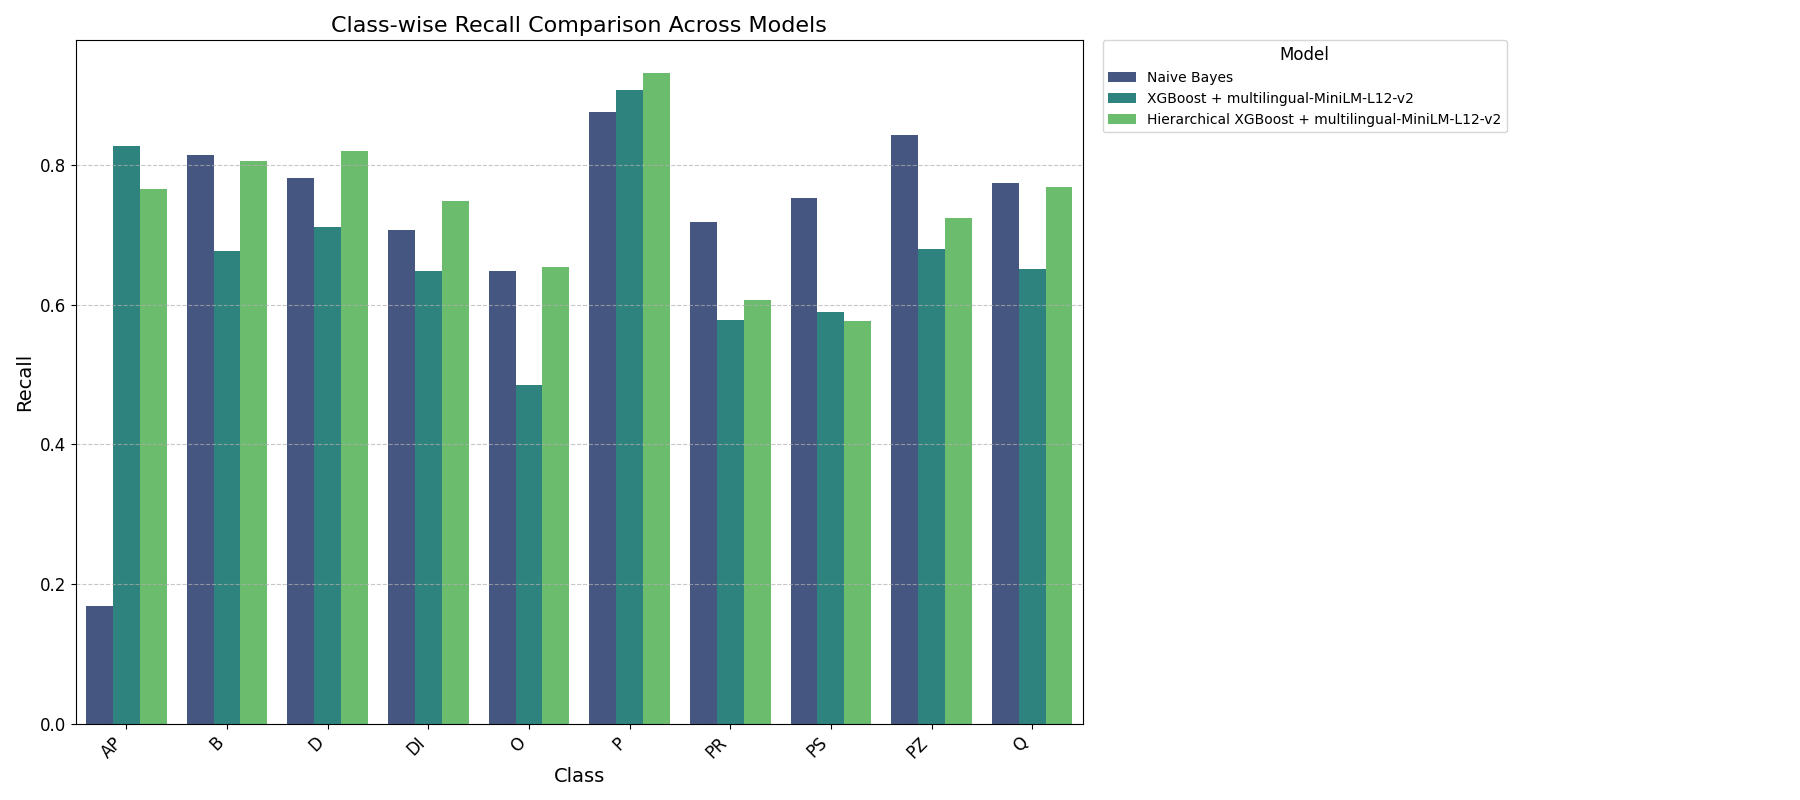 Class-wise Recall Comparison Across Models
Model
Naive Bayes
XGBoost + multilingual-MiniLM-L12-v2
Hierarchical XGBoost + multilingual-MiniLM-L12-v2
Recall
0.8
0.6
0.4
0.2
0.0
AP B D DI O P PR PS PZ Q
Class